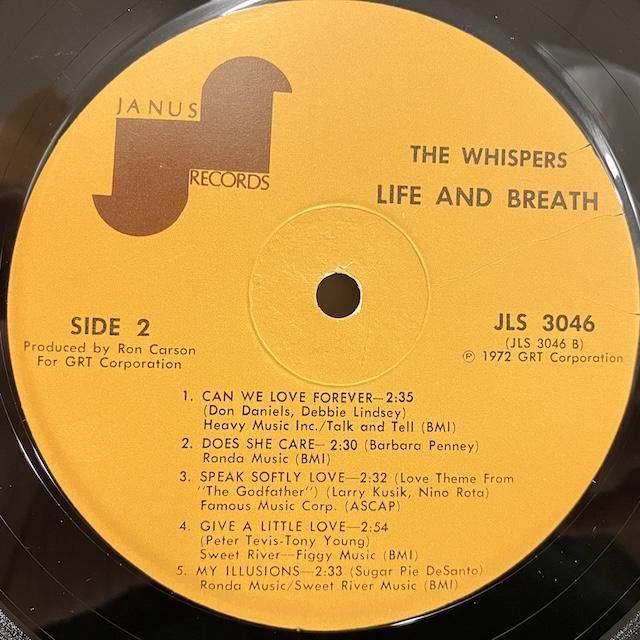 JANUS
RECORDS
THE WHISPERS
LIFE AND BREATH
SIDE 2
Produced by Ron Carson
For GRT Corporation
JLS 3046
(JLS 3046 B)
℗ 1972 GRT Corporation
1. CAN WE LOVE FOREVER—2:35
(Don Daniels, Debbie Lindsey)
Heavy Music Inc./Talk and Tell (BMI)
2. DOES SHE CARE—2:30 (Barbara Penney)
Ronda Music (BMI)
3. SPEAK SOFTLY LOVE—2:32 (Love Theme From
"The Godfather") (Larry Kusik, Nino Rota)
Famous Music Corp. (ASCAP)
4. GIVE A LITTLE LOVE—2:54
(Peter Tevis-Tony Young)
Sweet River—Figgy Music (BMI)
5. MY ILLUSIONS—2:33 (Sugar Pie DeSanto)
Ronda Music/Sweet River Music (BMI)